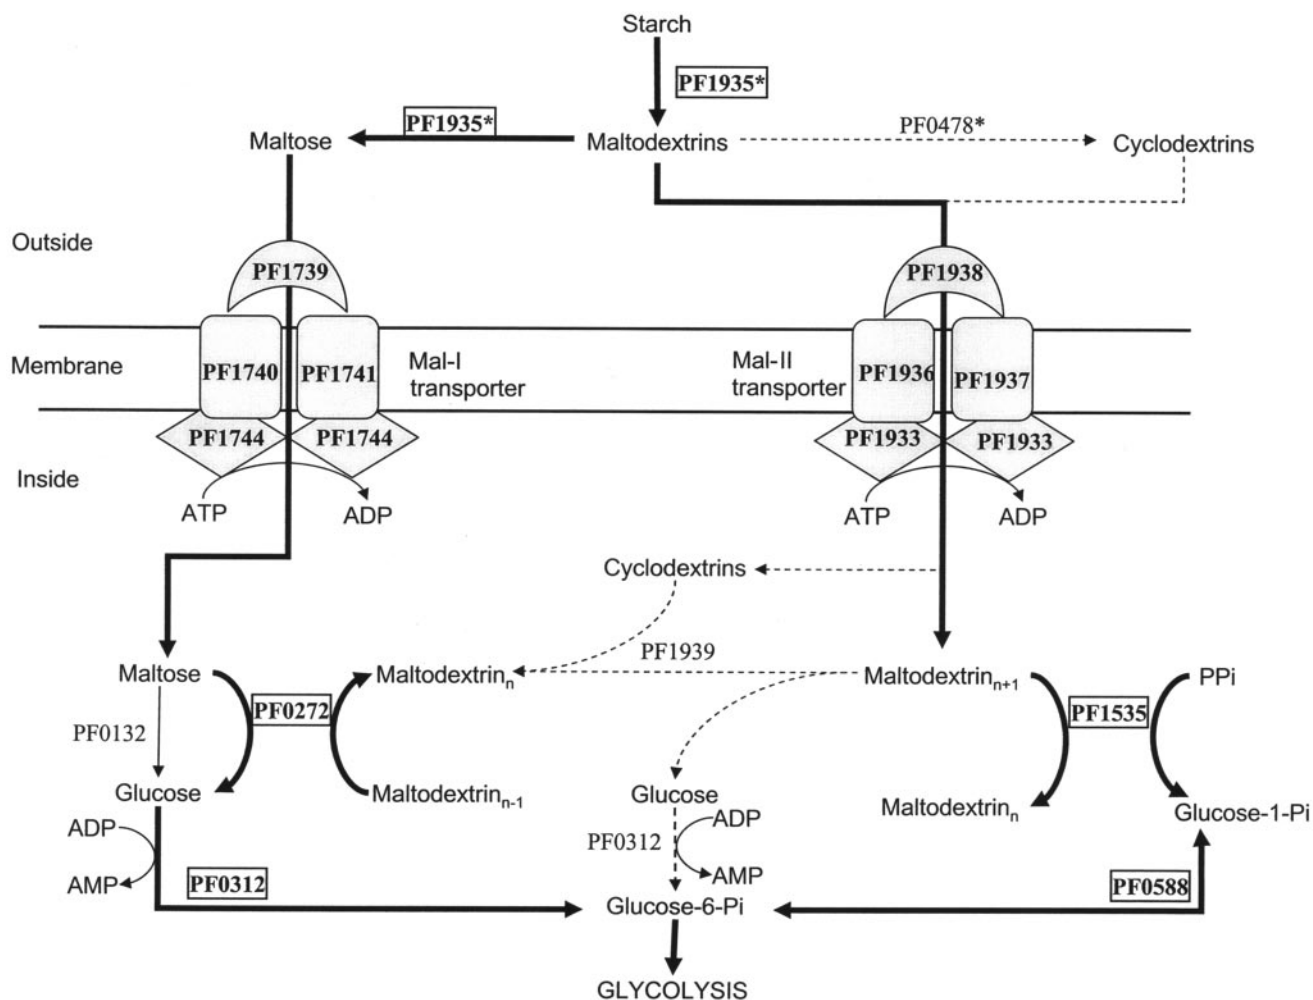 Starch
PF1935*
PF1935*
PF0478*
Maltose
Maltodextrins
Cyclodextrins
Outside
PF1739
PF1938
Membrane
PF1740
PF1741
Mal-I
transporter
Mal-II
transporter
PF1936
PF1937
PF1744
PF1744
PF1933
PF1933
Inside
ATP
ADP
ATP
ADP
Cyclodextrins
PF1939
Maltose
Maltodextrinn
Maltodextrinn+1
PPi
PF0272
PF1535
PF0132
Glucose
Maltodextrinn-1
Glucose
Maltodextrinn
Glucose-1-Pi
ADP
ADP
PF0312
AMP
PF0312
AMP
PF0588
Glucose-6-Pi
GLYCOLYSIS